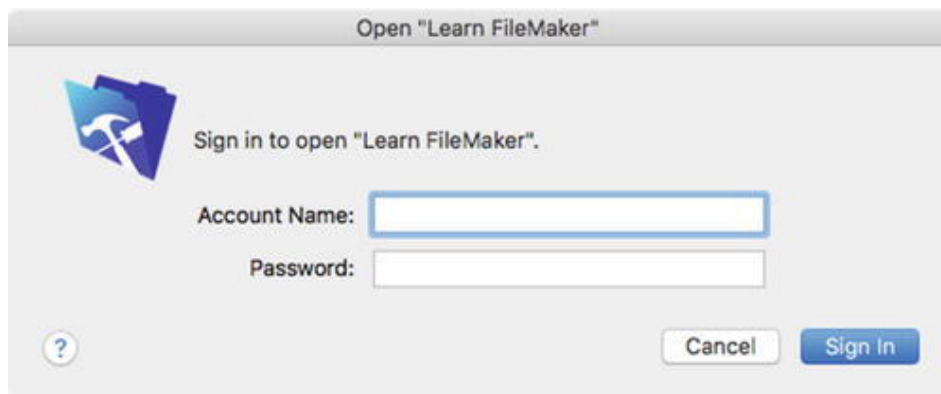 Open "Learn FileMaker"
Sign in to open "Learn FileMaker".
Account Name:
Password:
?
Cancel
Sign In